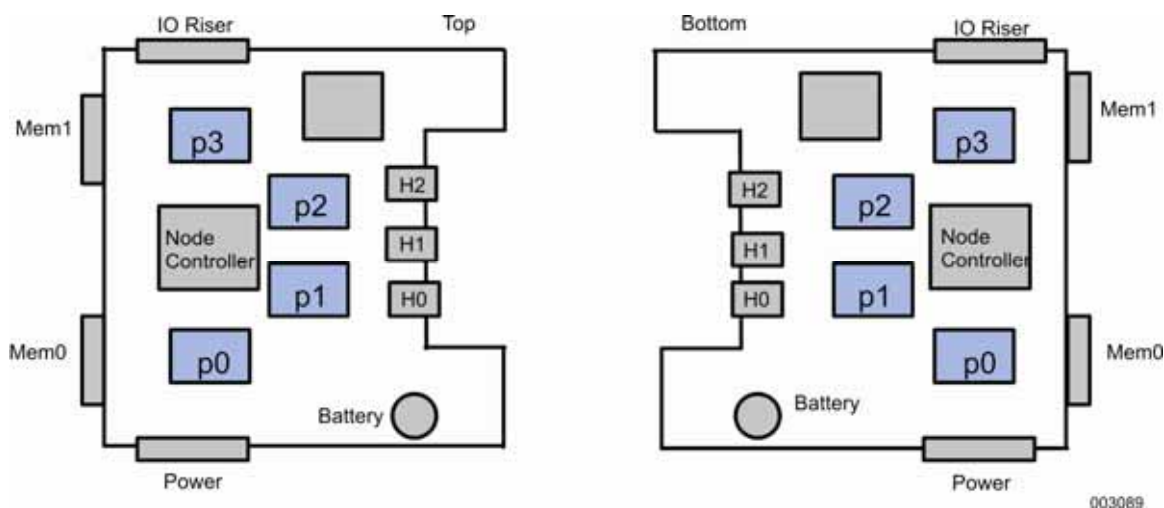 IO Riser
Top
Bottom
IO Riser
Mem1
p3
H2
p2
Node
Controller
H1
p1
H0
Mem0
p0
Battery
Power
Mem1
p3
H2
p2
H1
Node
Controller
p1
H0
Mem0
p0
Battery
Power
003089